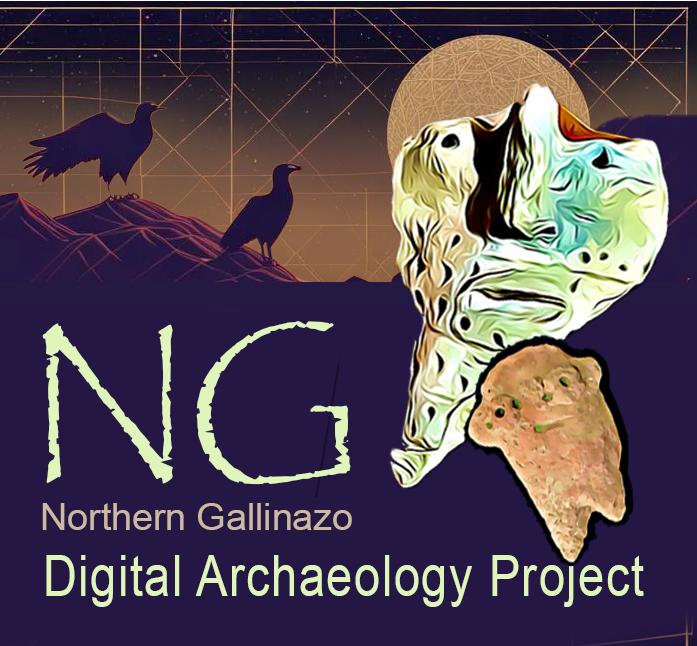 NG
Northern Gallinazo
Digital Archaeology Project